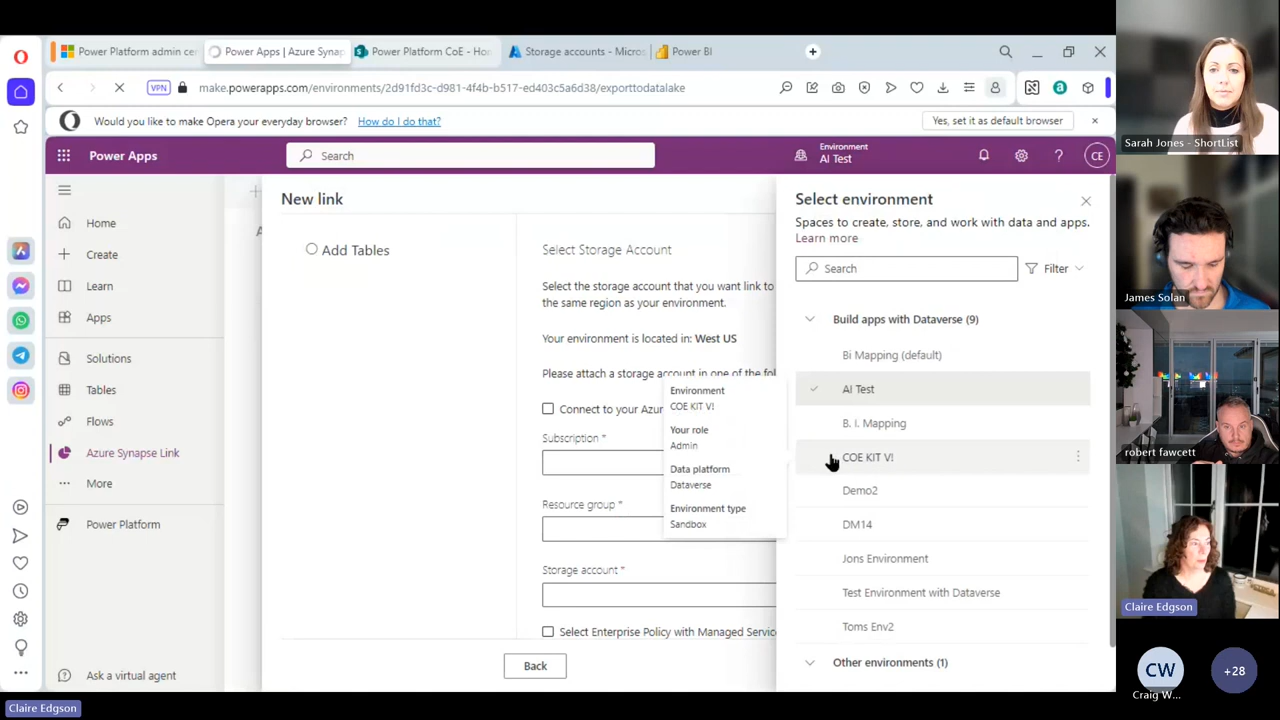 Power Platform admin cer
Power Apps | Azure Synap
Power Platform CoE - Hon
Storage accounts - Micros
Power BI
VPN
make.powerapps.com/environments/2d91fd3c-d981-4f4b-b517-3d403c5a6d38/exporttodatalake
Would you like to make Opera your everyday browser?
How do I do that?
Yes, set it as default browser
Power Apps
Search
Environment
AI Test
CE
Home
Create
Learn
Apps
Solutions
Tables
Flows
Azure Synapse Link
More
Power Platform
Ask a virtual agent
New link
Add Tables
Select Storage Account
Select the storage account that you want link to
the same region as your environment.
Your environment is located in: West US
Please attach a storage account in one of the fol
Connect to your Azur
Subscription *
Resource group *
Storage account *
Select Enterprise Policy with Managed Service
Back
Environment
COE KIT V!
Your role
Admin
Data platform
Dataverse
Environment type
Sandbox
Select environment
Spaces to create, store, and work with data and apps.
Learn more
Search
Filter
Build apps with Dataverse (9)
Bi Mapping (default)
AI Test
B. I. Mapping
COE KIT V!
Demo2
DM14
Jons Environment
Test Environment with Dataverse
Toms Env2
Other environments (1)
Sarah Jones - ShortList
James Solan
robert fawcett
Claire Edgson
CW
Craig W...
+28
Claire Edgson